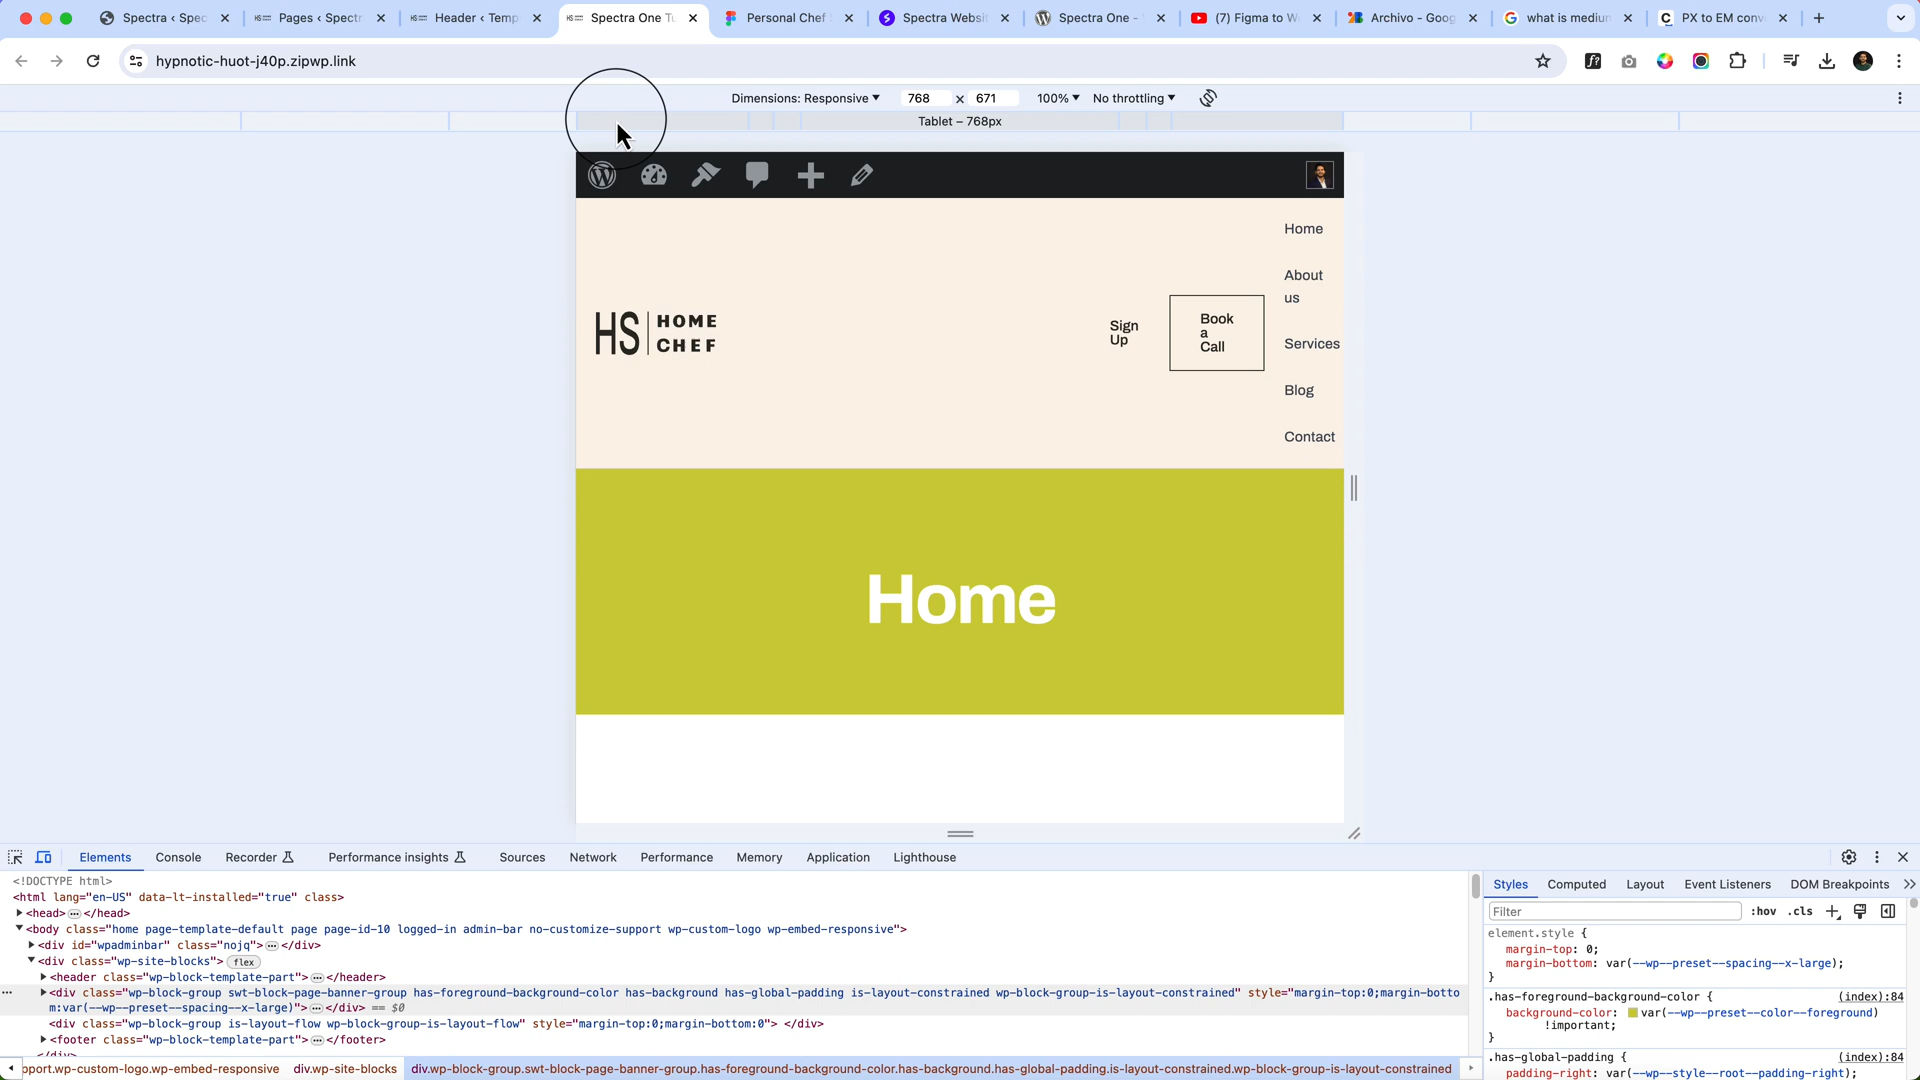 Spectra ‹ Spec
Pages ‹ Spectr
Header ‹ Temp
Spectra One Tu
Personal Chef
Spectra Websi
Spectra One -
(7) Figma to W
Archivo - Goog
what is medium
PX to EM conv
hypnotic-huot-j40p.zipwp.link
Dimensions: Responsive 768 x 671 100% No throttling
Tablet – 768px
Home
About
us
Services
Blog
Contact
HS HOME
CHEF
Sign
Up
Book
a
Call
Home
Elements Console Recorder Performance insights Sources Network Performance Memory Application Lighthouse
<!DOCTYPE html>
<html lang="en-US" data-lt-installed="true" class>
<head> … </head>
<body class="home page-template-default page page-id-10 logged-in admin-bar no-customize-support wp-custom-logo wp-embed-responsive">
<div id="wpadminbar" class="nojq"> … </div>
<div class="wp-site-blocks"> flex
<header class="wp-block-template-part"> … </header>
<div class="wp-block-group swt-block-page-banner-group has-foreground-background-color has-background has-global-padding is-layout-constrained wp-block-group-is-layout-constrained" style="margin-top:0;margin-botto
m:var(--wp--preset--spacing--x-large)"> … </div> == $0
<div class="wp-block-group is-layout-flow wp-block-group-is-layout-flow" style="margin-top:0;margin-bottom:0"> </div>
<footer class="wp-block-template-part"> … </footer>
</div>
pport.wp-custom-logo.wp-embed-responsive div.wp-site-blocks div.wp-block-group.swt-block-page-banner-group.has-foreground-background-color.has-background.has-global-padding.is-layout-constrained.wp-block-group-is-layout-constrained
Styles Computed Layout Event Listeners DOM Breakpoints
Filter :hov .cls
element.style {
margin-top: 0;
margin-bottom: var(--wp--preset--spacing--x-large);
}
.has-foreground-background-color { (index):84
background-color: var(--wp--preset--color--foreground)
!important;
}
.has-global-padding { (index):84
padding-right: var(--wp--style--root--padding-right);